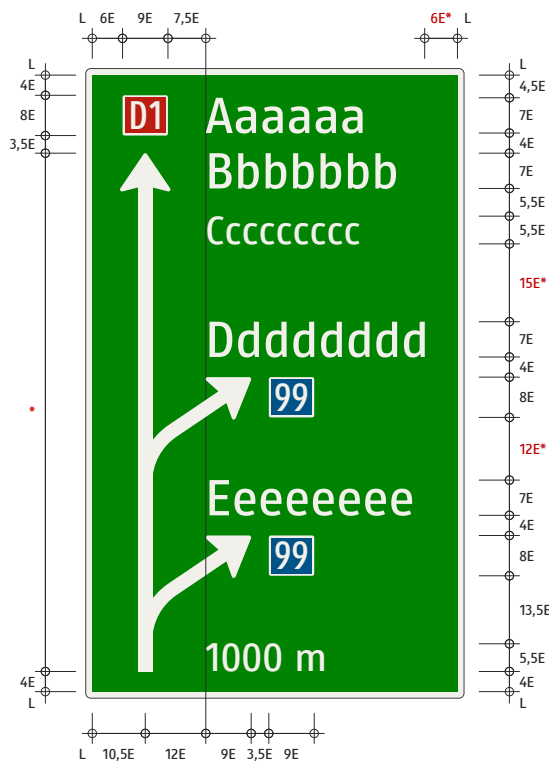 L 6E 9E 7,5E 6E* L
L
4E
8E
3,5E
*
4E
L
D1 Aaaaaa
Bbbbbbb
Cccccccccc
Dddddddd
99
Eeeeeeee
99
1000 m
L
4,5E
7E
4E
7E
5,5E
5,5E
15E*
7E
4E
8E
12E*
7E
4E
8E
13,5E
5,5E
4E
L
L 10,5E 12E 9E 3,5E 9E